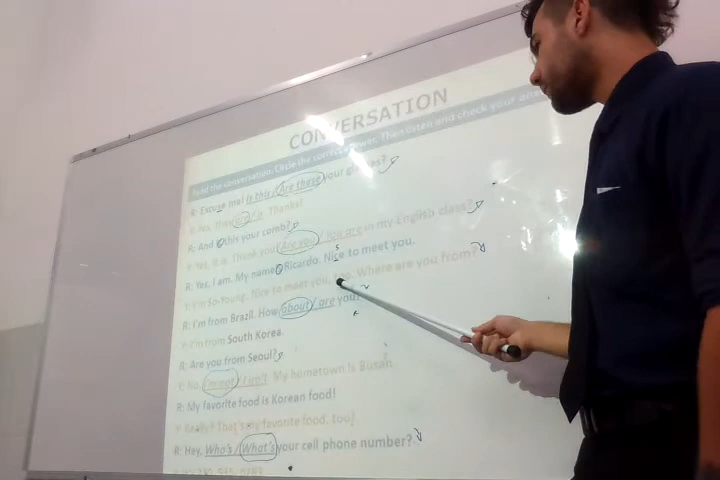 CONVERSATION
Read the conversation. Circle the correct answer. Then listen and check your
R: Excuse me! Is this / Are these your glasses?
Y: Yes, they are / is. Thanks!
R: And is this your comb?
Y: Yes, it is. Thank you. Are you / You are in my English class?
R: Yes, I am. My name's Ricardo. Nice to meet you.
s
Y: I'm So-Young. Nice to meet you, too. Where are you from?
R: I'm from Brazil. How about / are you?
Y: I'm from South Korea.
R: Are you from Seoul?
Y: No, I'm not / I isn't. My hometown is Busan
R: My favorite food is Korean food!
Y: Really? That's my favorite food, too!
R: Hey, Who's / What's your cell phone number?